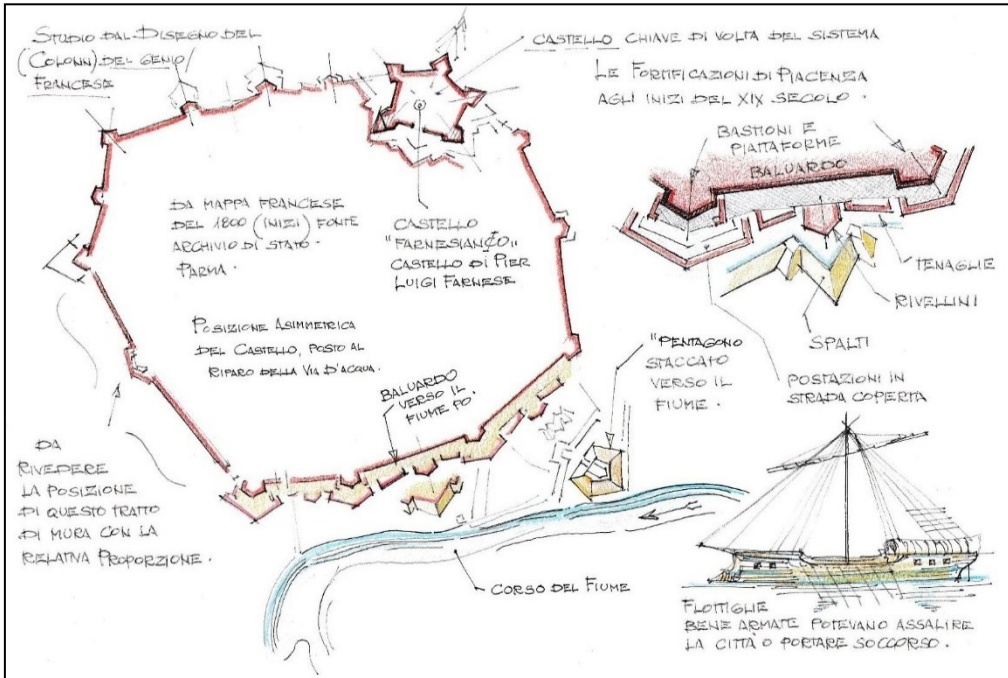 STUDIO DAL DISEGNO DEL
(COLONN) DEL GENIO/
FRANCESE
CASTELLO CHIAVE DI VOLTA DEL SISTEMA
LE FORTIFICAZIONI DI PIACENZA
AGLI INIZI DEL XIX SECOLO.
BASTIONI E
PIATTAFORME
BALUARDO
DA MAPPA FRANCESE
DEL 1800 (INIZI) FONTE
ARCHIVIO DI STATO.
PARMA.
CASTELLO
"FARNESIANO"
CASTELLO DI PIER
LUIGI FARNESE
TENAGLIE
RIVELLINI
SPALTI
POSTAZIONI IN
STRADA COPERTA
POSIZIONE ASIMMETRICA
DEL CASTELLO, POSTO AL
RIPARO DELLA VIA D'ACQUA.
BALUARDO
VERSO IL
FIUME PO
"PENTAGONO
STACCATO
VERSO IL
FIUME.
DA
RIVEDERE
LA POSIZIONE
DI QUESTO TRATTO
DI MURA CON LA
RELATIVA PROPORZIONE.
CORSO DEL FIUME
FLOTTIGLIE
BENE ARMATE POTEVANO ASSALIRE
LA CITTÀ O PORTARE SOCCORSO.